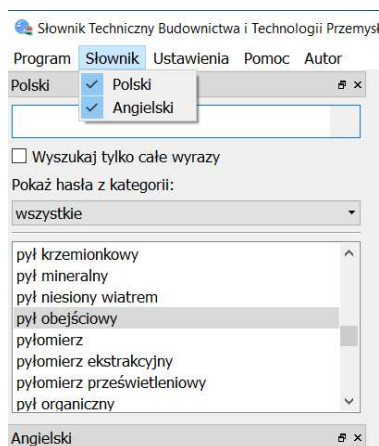 Słownik Techniczny Budownictwa i Technologii Przemysł
Program Słownik Ustawienia Pomoc Autor
Polski
Polski
Angielski
Wyszukaj tylko całe wyrazy
Pokaż hasła z kategorii:
wszystkie
pył krzemionkowy
pył mineralny
pył niesiony wiatrem
pył obejściowy
pyłomierz
pyłomierz ekstrakcyjny
pyłomierz prześwietleniowy
pył organiczny
Angielski